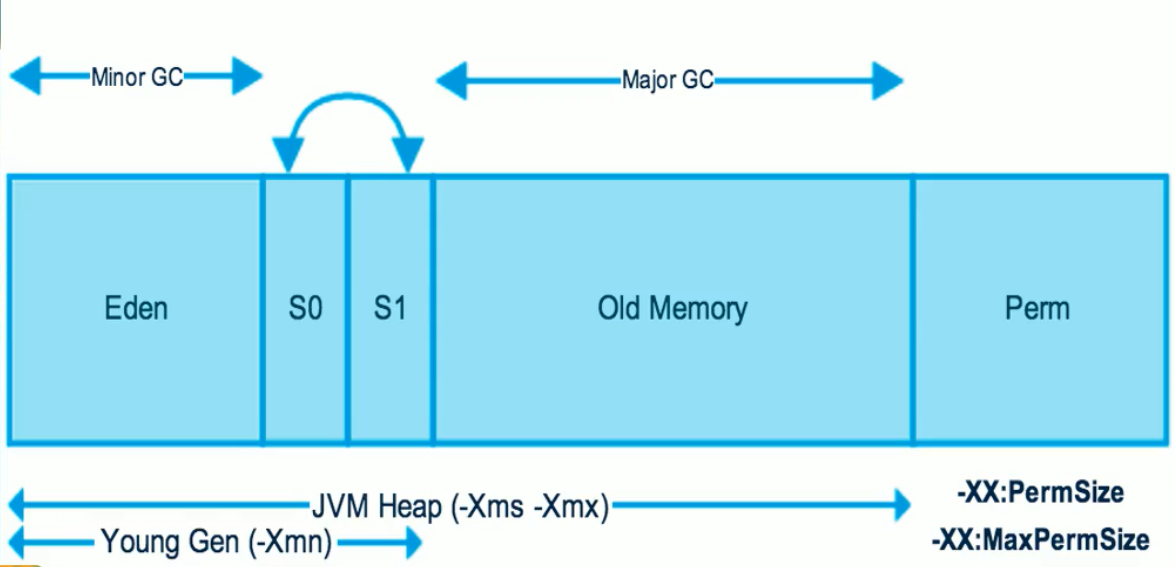 Minor GC
Major GC
Eden
S0
S1
Old Memory
Perm
JVM Heap (-Xms -Xmx)
-XX:PermSize
Young Gen (-Xmn)
-XX:MaxPermSize